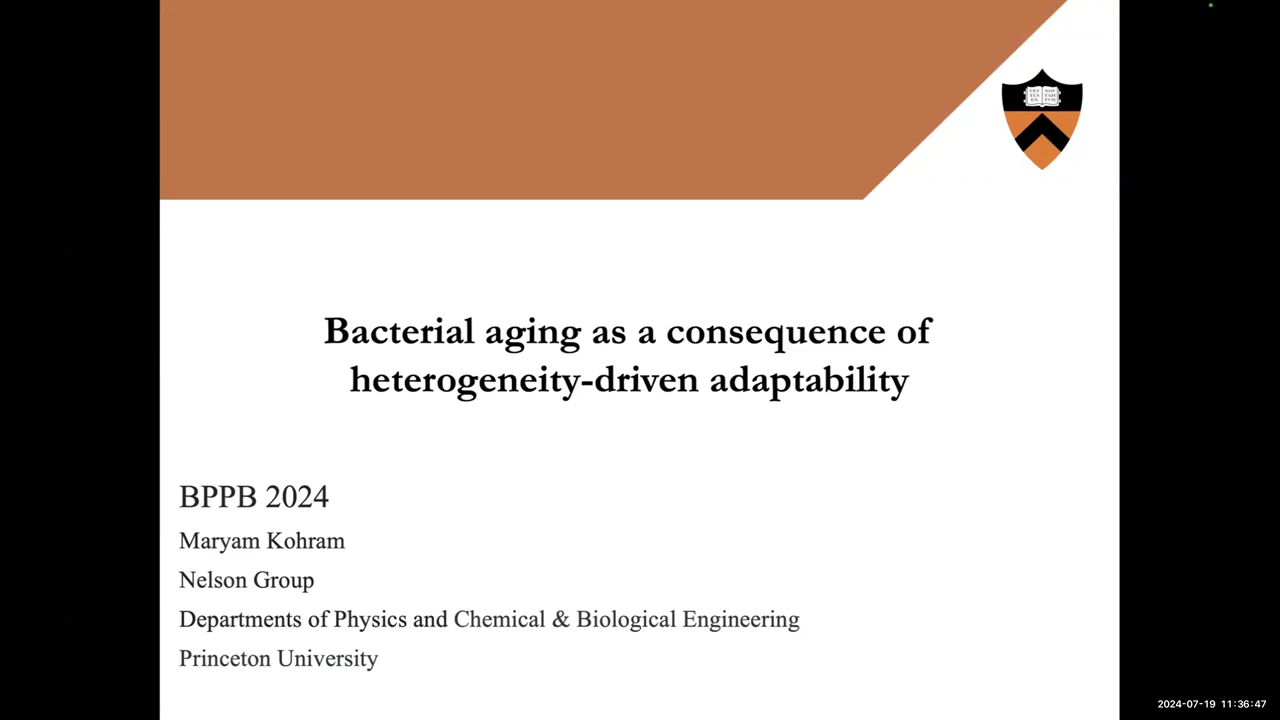 Bacterial aging as a consequence of
heterogeneity-driven adaptability
BPPB 2024
Maryam Kohram
Nelson Group
Departments of Physics and Chemical & Biological Engineering
Princeton University
2024-07-19 11:36:47